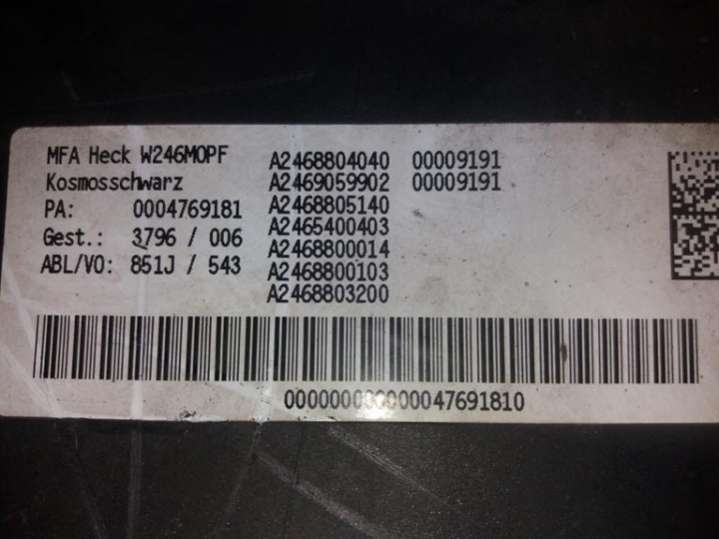 MFA Heck W246MOPF
Kosmosschwarz
PA: 0004769181
Gest.: 3796 / 006
ABL/VO: 851J / 543
A2468804040 00009191
A2469059902 00009191
A2468805140
A2465400403
A2468800014
A2468800103
A2468803200
000000000000047691810